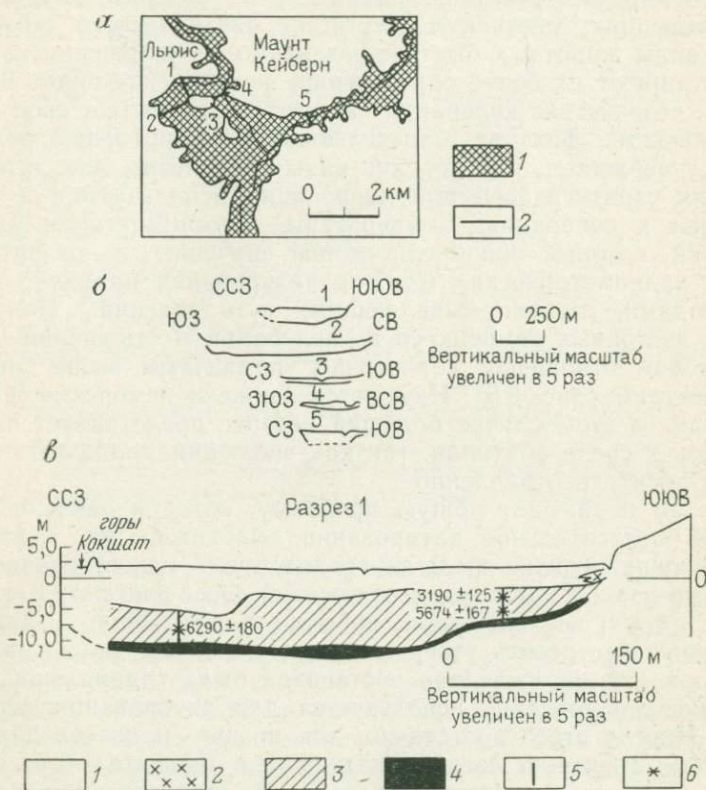 а
Льюис
Маунт
Кейберн
1
4
5
2
3
0 2 км
1
2
б
ССЗ 1 ЮЮВ
ЮЗ 2 СВ
СЗ 3 ЮВ
ЗЮЗ 4 ВСВ
СЗ 5 ЮВ
0 250 м
Вертикальный масштаб
увеличен в 5 раз
в
ССЗ Разрез 1 ЮЮВ
м
горы
Кокшат
5,0
0
-5,0
-10,0
0
3190±125
5674±167
6290±180
0 150 м
Вертикальный масштаб
увеличен в 5 раз
1 2 3 4 5 6